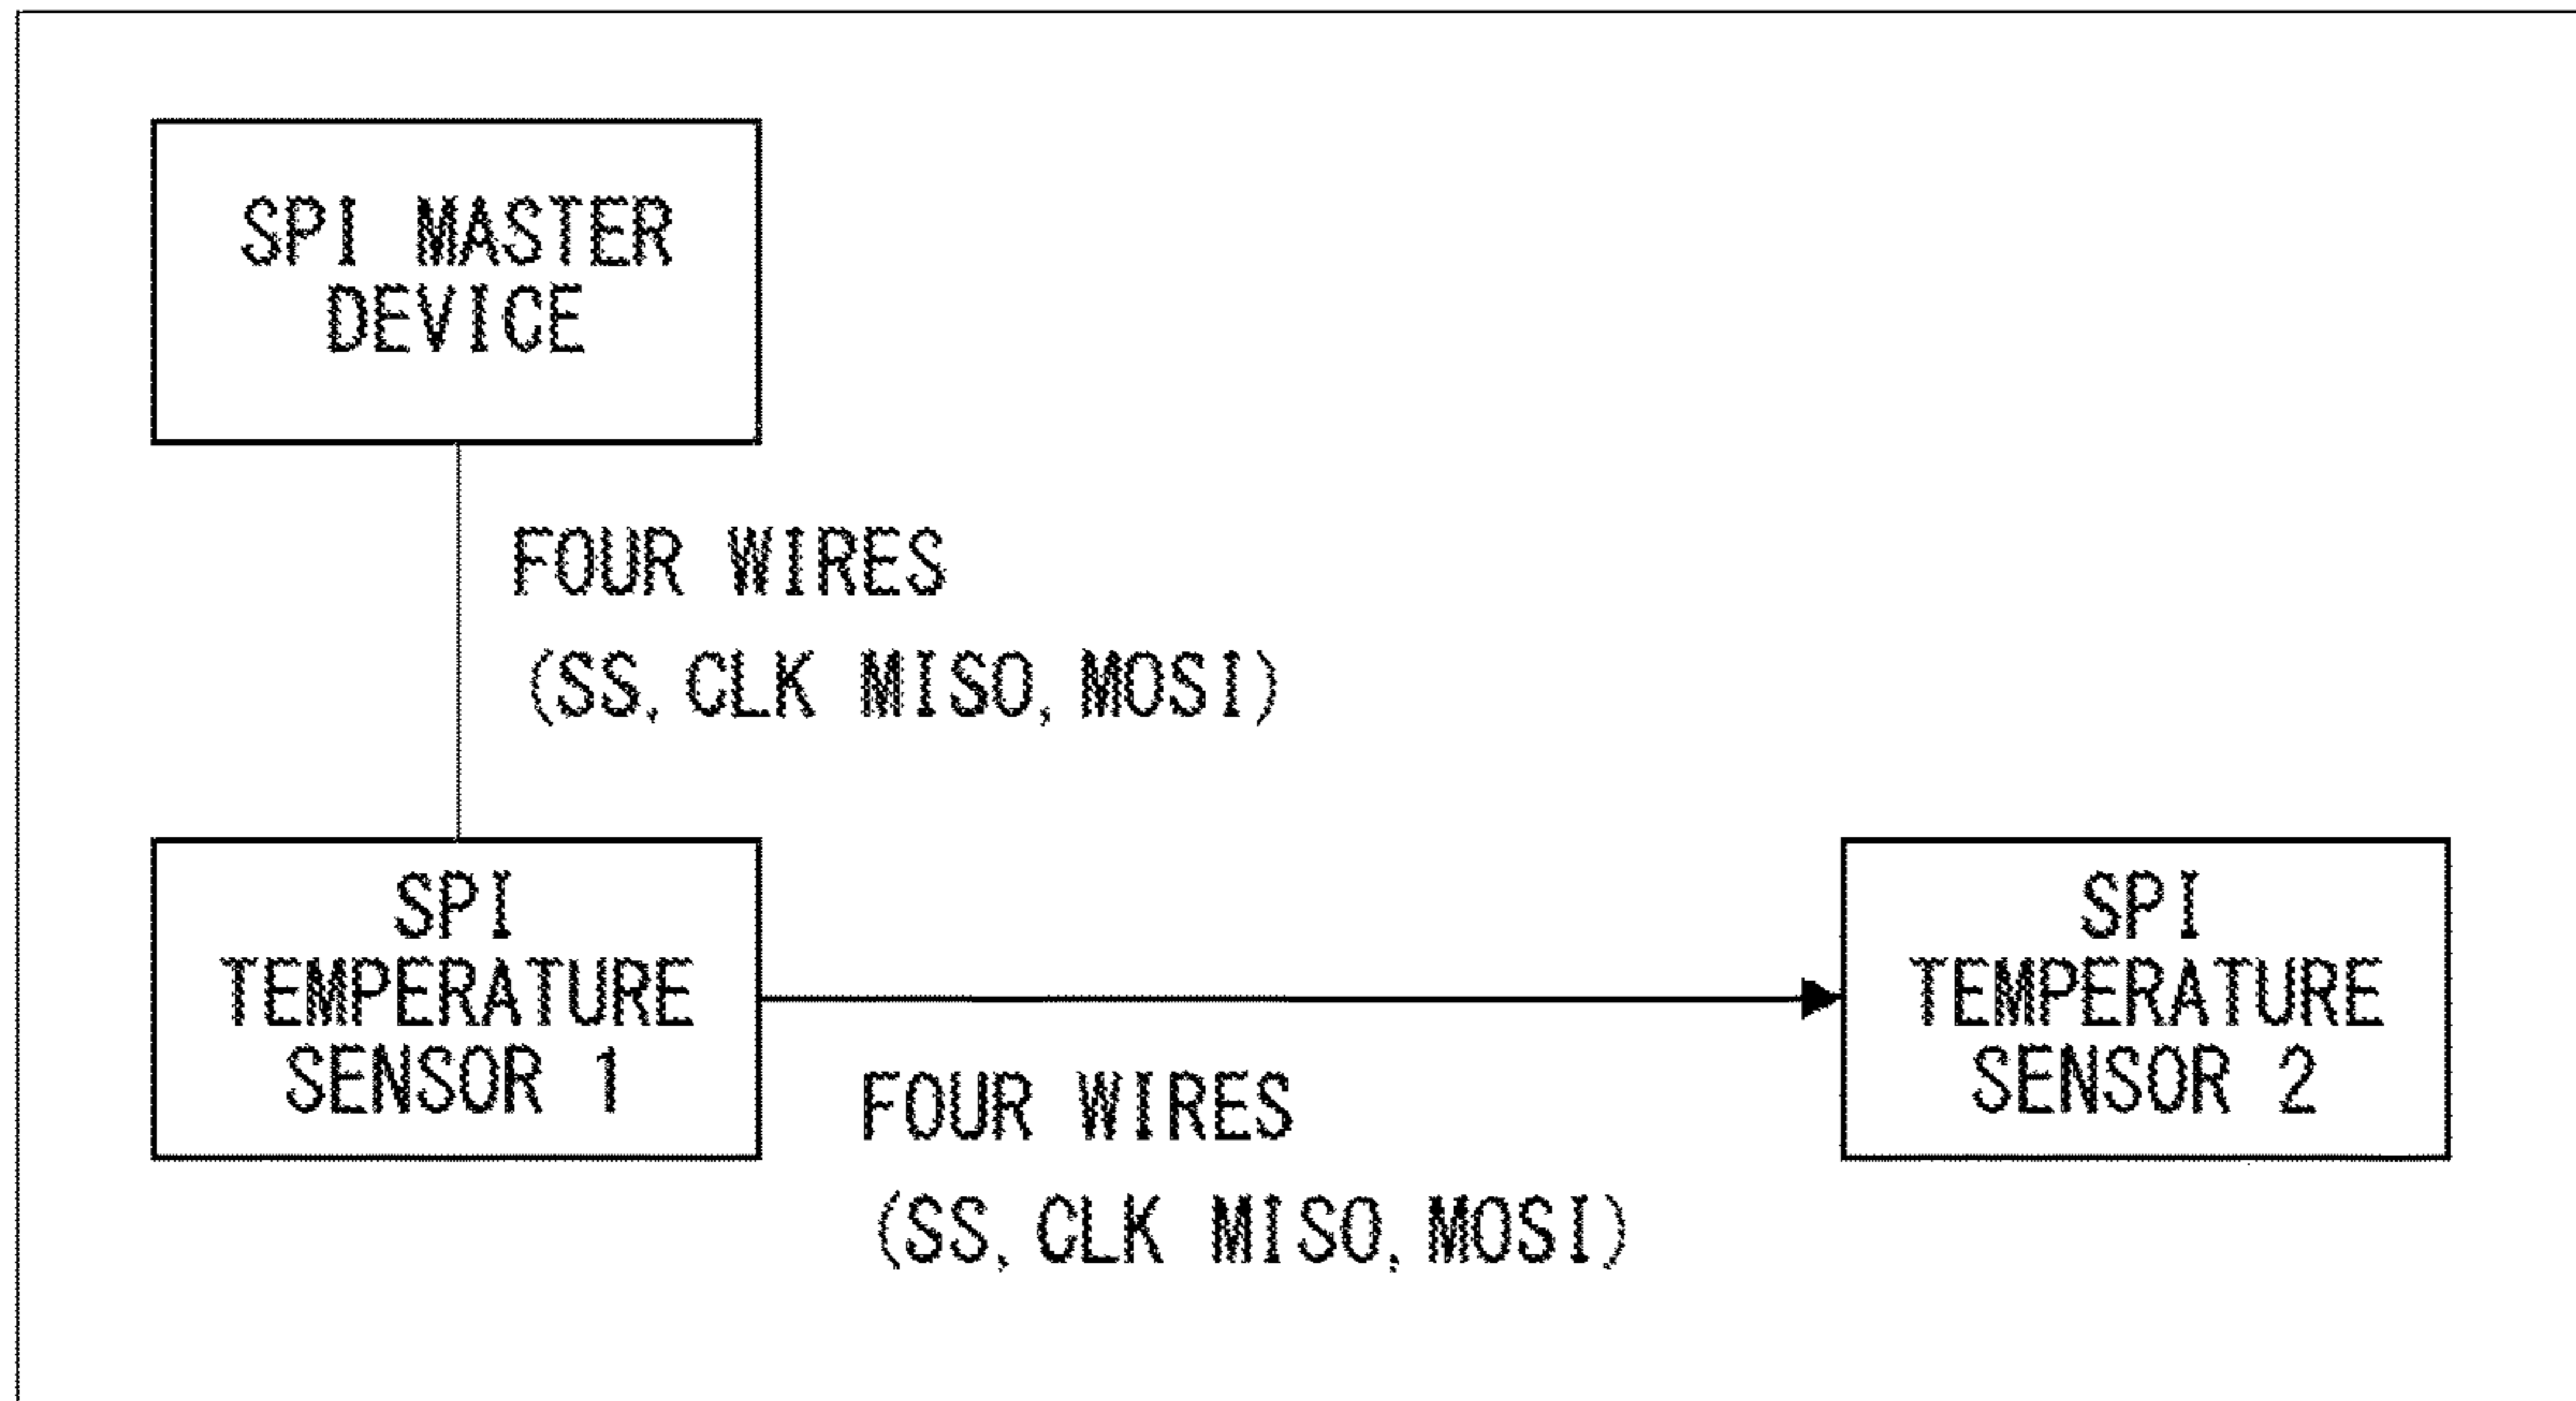 SPI MASTER
DEVICE
FOUR WIRES
(SS, CLK MISO, MOSI)
SPI
TEMPERATURE
SENSOR 1
FOUR WIRES
(SS, CLK MISO, MOSI)
SPI
TEMPERATURE
SENSOR 2